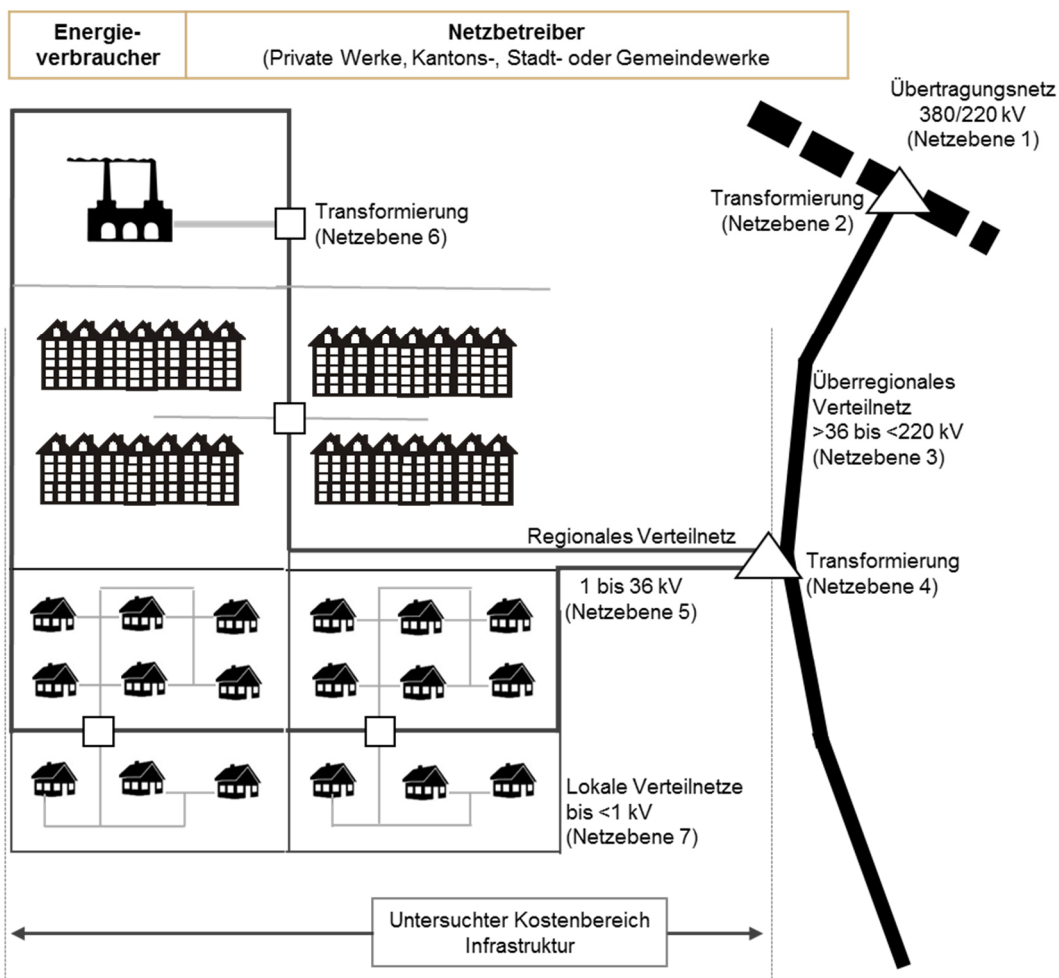 Energie-
verbraucher
Netzbetreiber
(Private Werke, Kantons-, Stadt- oder Gemeindewerke
Übertragungsnetz
380/220 kV
(Netzebene 1)
Transformierung
(Netzebene 2)
Transformierung
(Netzebene 6)
Überregionales
Verteilnetz
>36 bis <220 kV
(Netzebene 3)
Regionales Verteilnetz
Transformierung
(Netzebene 4)
1 bis 36 kV
(Netzebene 5)
Lokale Verteilnetze
bis <1 kV
(Netzebene 7)
Untersuchter Kostenbereich
Infrastruktur